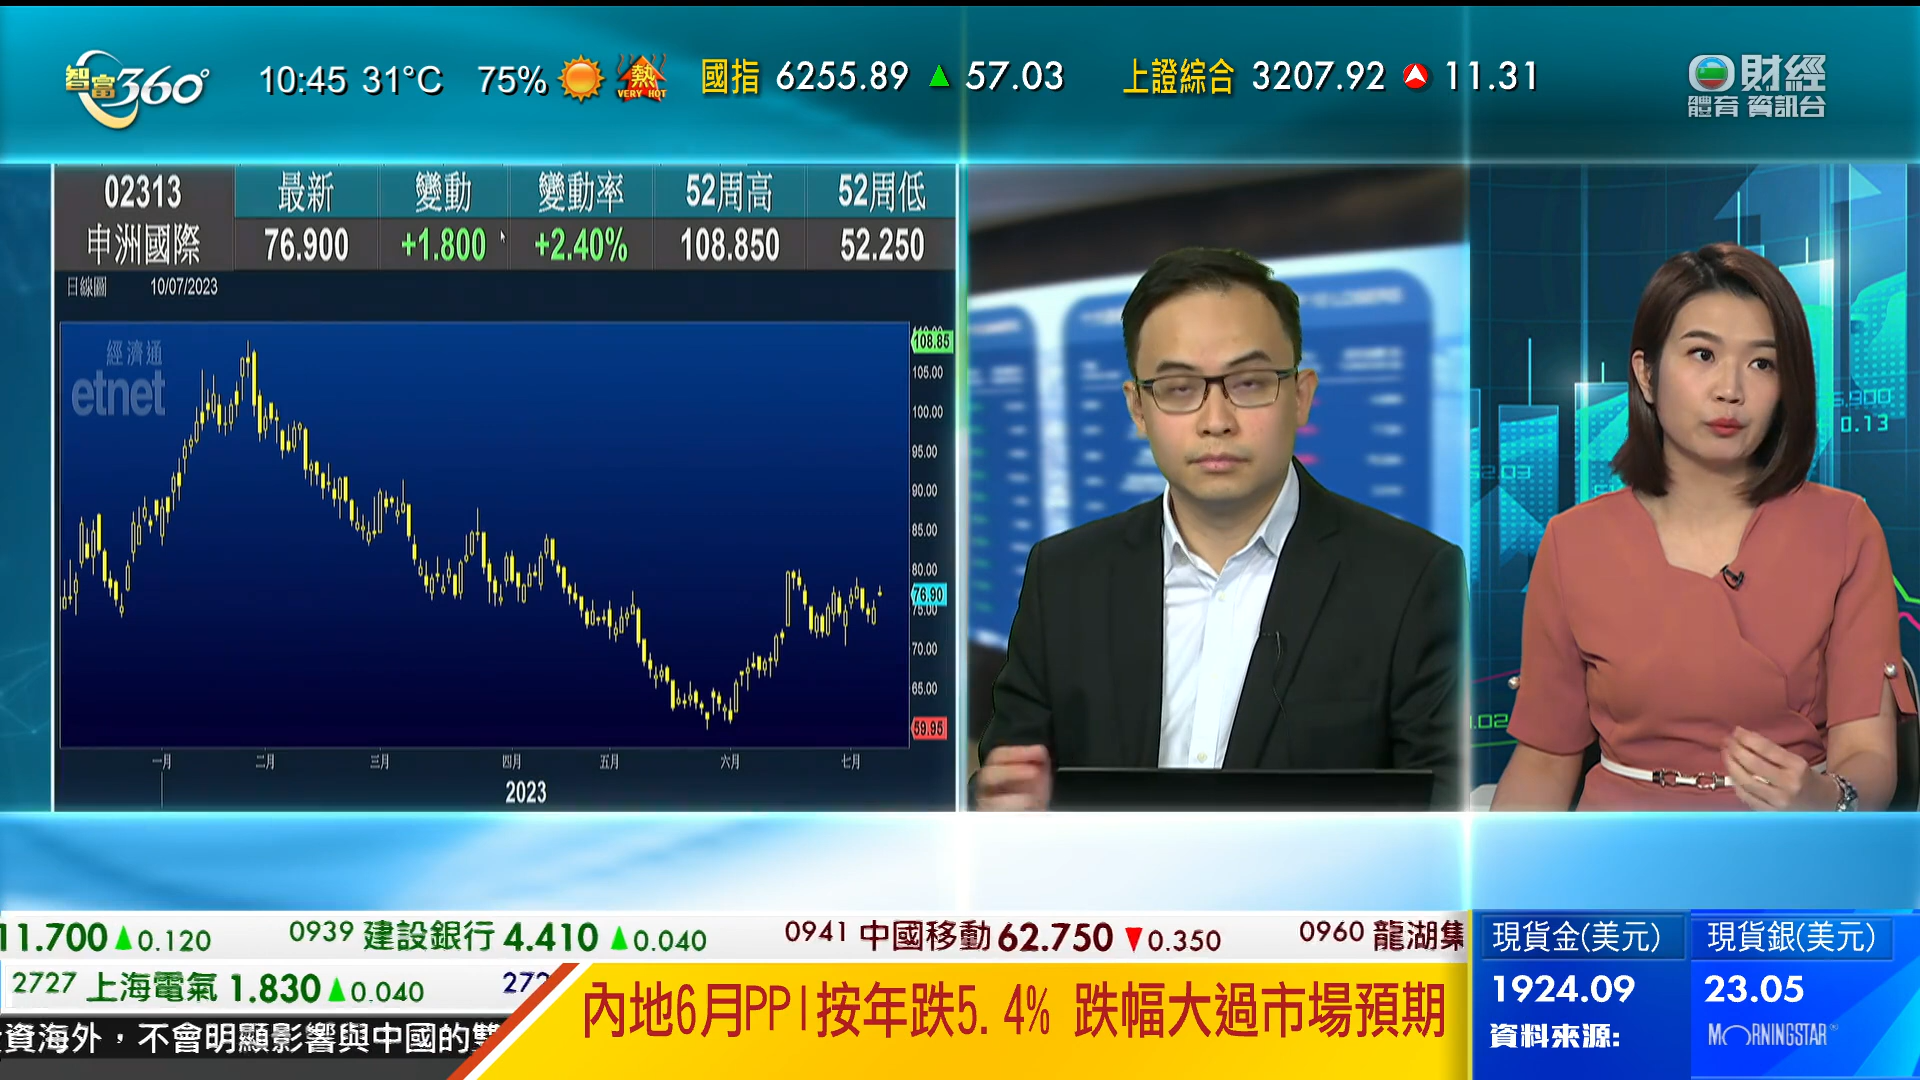 智富360°
10:45 31°C 75% 熱 VERY HOT 國指 6255.89 ▲ 57.03 上證綜合 3207.92 11.31
財經
體育 資訊台
02313 最新 變動 變動率 52周高 52周低
申洲國際 76.900 +1.800 +2.40% 108.850 52.250
日線圖 10/07/2023
經濟通
etnet
108.85
105.00
100.00
95.00
90.00
85.00
80.00
76.90
75.00
70.00
65.00
59.95
一月 二月 三月 四月 五月 六月 七月
2023
0.13
11.700 ▲ 0.120 0939 建設銀行 4.410 ▲ 0.040 0941 中國移動 62.750 ▼ 0.350 0960 龍湖集
2727 上海電氣 1.830 ▲ 0.040 272
資海外，不會明顯影響與中國的雙
內地6月PPI按年跌5.4% 跌幅大過市場預期
現貨金(美元) 現貨銀(美元)
1924.09 23.05
資料來源: MORNINGSTAR